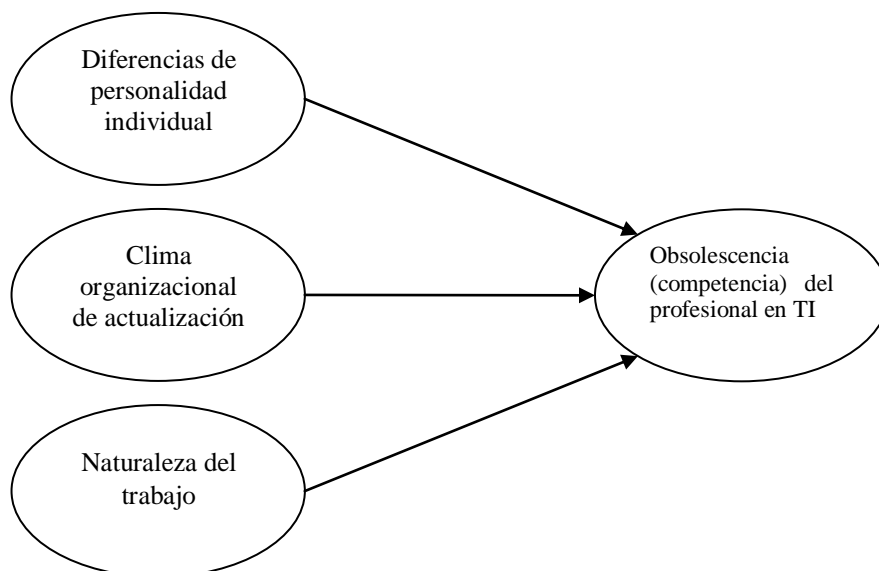 Diferencias de
personalidad
individual
Clima
organizacional
de actualización
Naturaleza del
trabajo
Obsolescencia
(competencia) del
profesional en TI